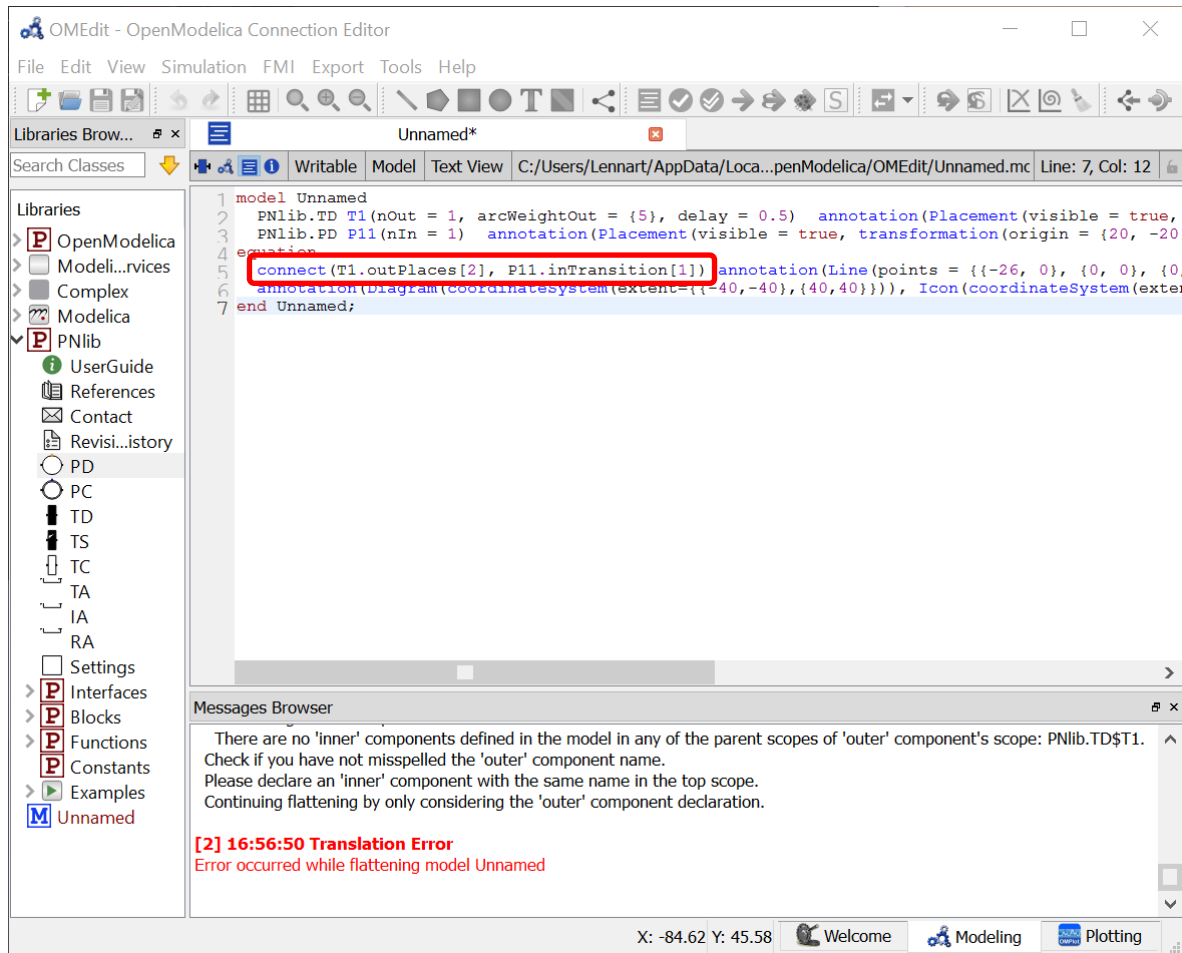 OMEdit - OpenModelica Connection Editor
File Edit View Simulation FMI Export Tools Help
Libraries Brow...
Unnamed*
Search Classes
Writable Model Text View C:/Users/Lennart/AppData/Loca...penModelica/OMEdit/Unnamed.mc Line: 7, Col: 12
Libraries
P OpenModelica
Modeli...rvices
Complex
Modelica
P PNlib
UserGuide
References
Contact
Revisi...istory
PD
PC
TD
TS
TC
TA
IA
RA
Settings
P Interfaces
P Blocks
P Functions
P Constants
Examples
M Unnamed
1 model Unnamed
2 PNlib.TD T1(nOut = 1, arcWeightOut = {5}, delay = 0.5) annotation(Placement(visible = true,
3 PNlib.PD P11(nIn = 1) annotation(Placement(visible = true, transformation(origin = {20, -20
4 equation
5 connect(T1.outPlaces[2], P11.inTransition[1]) annotation(Line(points = {{-26, 0}, {0, 0}, {0,
6 annotation(Diagram(coordinateSystem(extent={{-40,-40},{40,40}})), Icon(coordinateSystem(exte
7 end Unnamed;
Messages Browser
There are no 'inner' components defined in the model in any of the parent scopes of 'outer' component's scope: PNlib.TD$T1.
Check if you have not misspelled the 'outer' component name.
Please declare an 'inner' component with the same name in the top scope.
Continuing flattening by only considering the 'outer' component declaration.
[2] 16:56:50 Translation Error
Error occurred while flattening model Unnamed
X: -84.62 Y: 45.58 Welcome Modeling Plotting